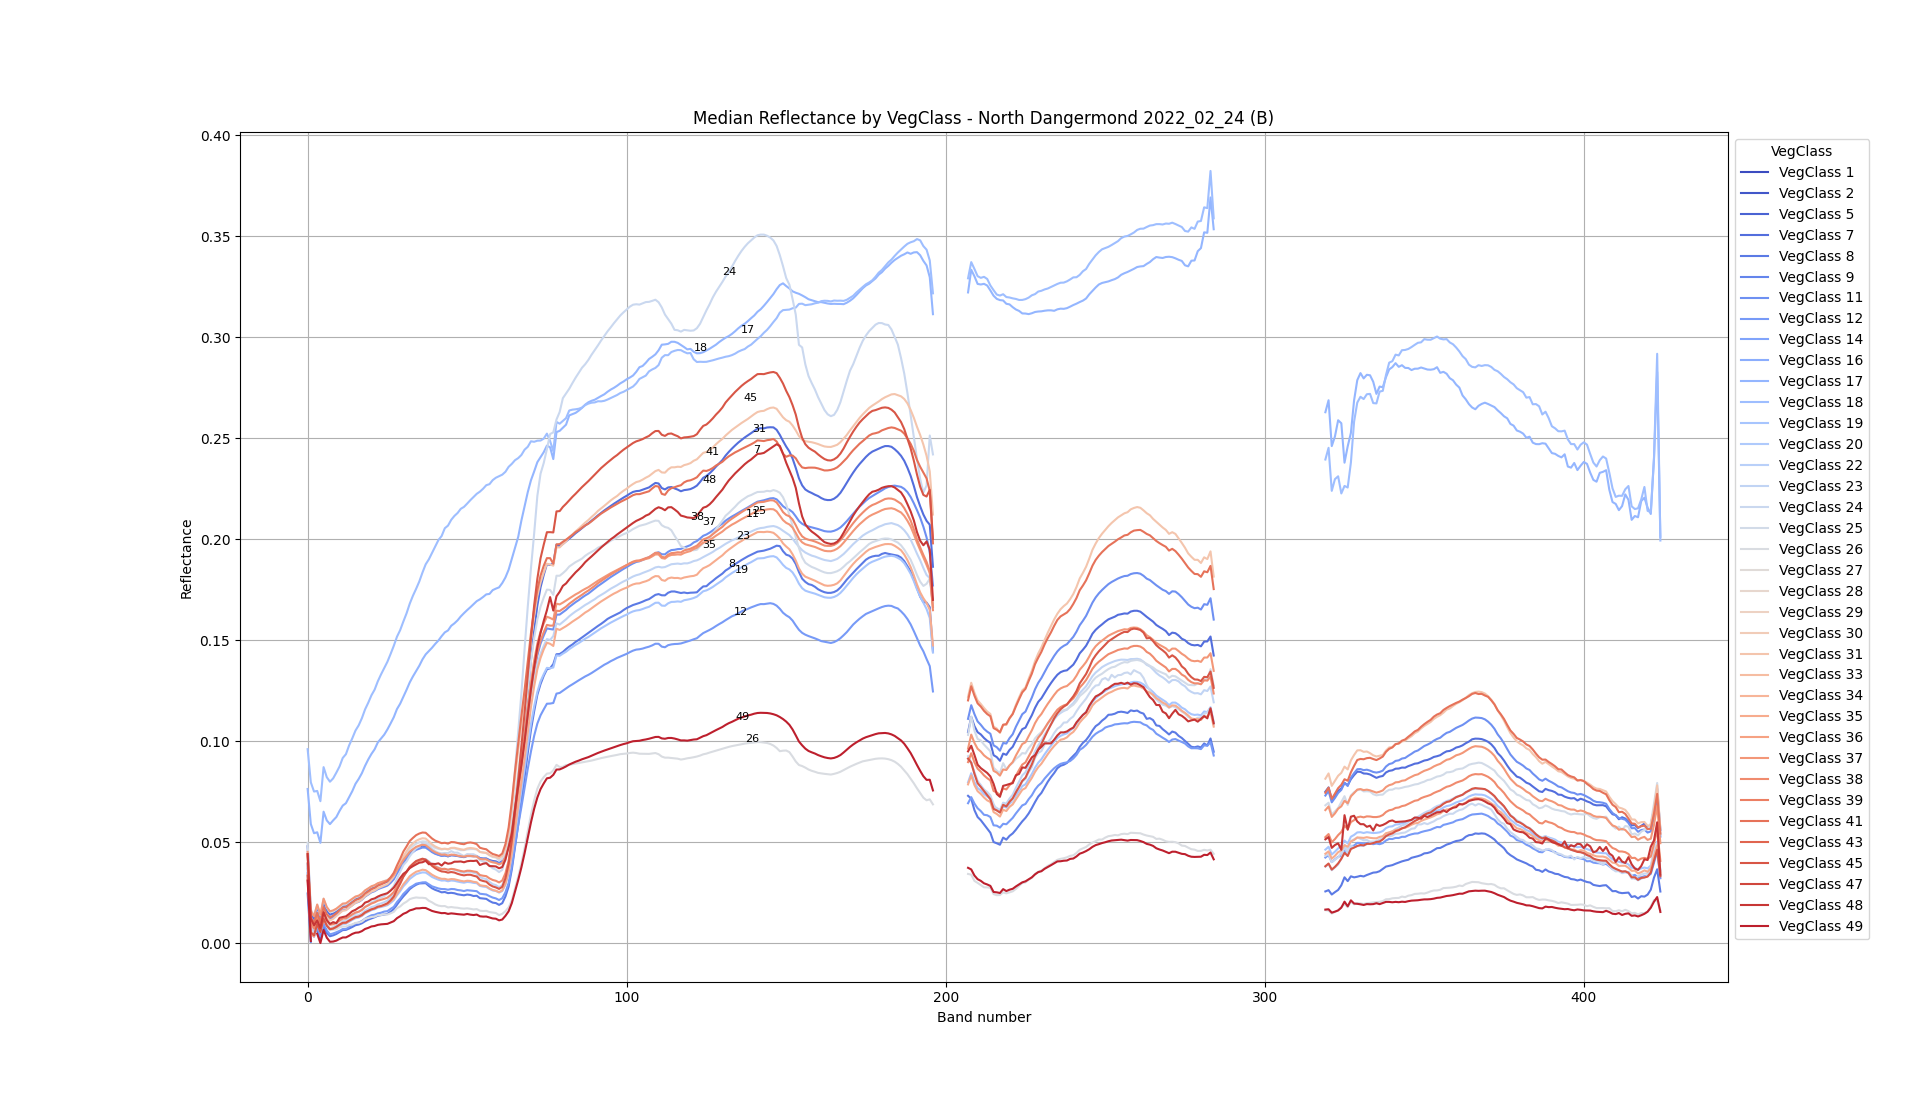 Median Reflectance by VegClass - North Dangermond 2022_02_24 (B)
0.40
0.35
0.30
0.25
0.20
0.15
0.10
0.05
0.00
Reflectance
24
17
18
45
31
41
7
48
38
37
11
25
23
35
8
19
12
49
26
0
100
200
300
400
Band number
VegClass
VegClass 1
VegClass 2
VegClass 5
VegClass 7
VegClass 8
VegClass 9
VegClass 11
VegClass 12
VegClass 14
VegClass 16
VegClass 17
VegClass 18
VegClass 19
VegClass 20
VegClass 22
VegClass 23
VegClass 24
VegClass 25
VegClass 26
VegClass 27
VegClass 28
VegClass 29
VegClass 30
VegClass 31
VegClass 33
VegClass 34
VegClass 35
VegClass 36
VegClass 37
VegClass 38
VegClass 39
VegClass 41
VegClass 43
VegClass 45
VegClass 47
VegClass 48
VegClass 49